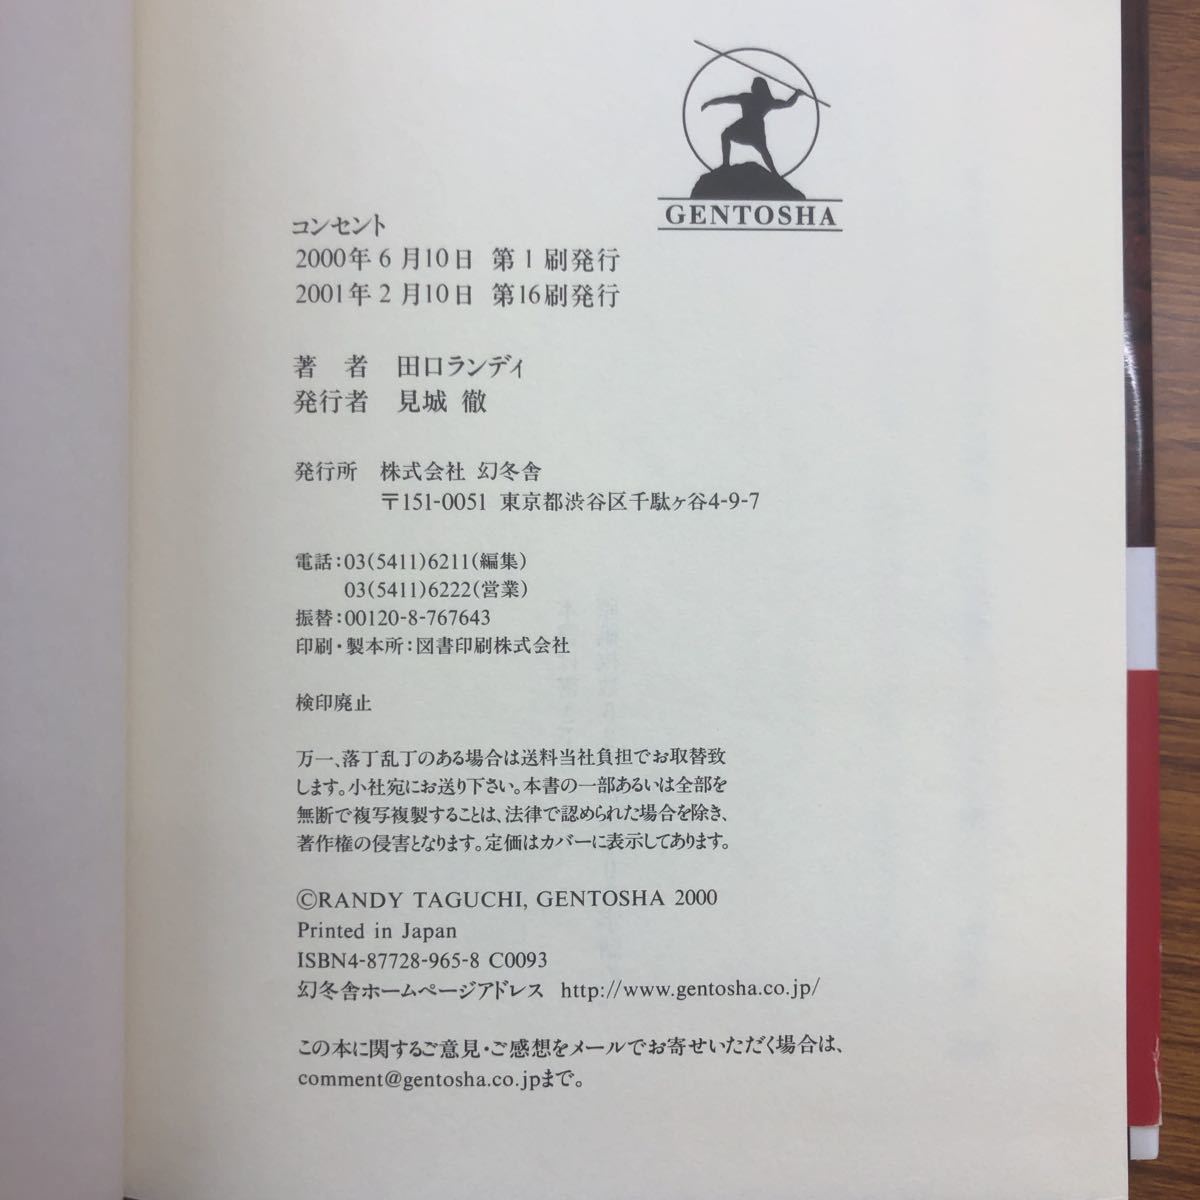 GENTOSHA
コンセント
2000年6月10日 第1刷発行
2001年2月10日 第16刷発行
著 者 田口ランディ
発行者 見城 徹
発行所 株式会社 幻冬舎
〒151-0051 東京都渋谷区千駄ヶ谷4-9-7
電話:03(5411)6211(編集)
03(5411)6222(営業)
振替:00120-8-767643
印刷・製本所:図書印刷株式会社
検印廃止
万一、落丁乱丁のある場合は送料当社負担でお取替致
します。小社宛にお送り下さい。本書の一部あるいは全部を
無断で複写複製することは、法律で認められた場合を除き、
著作権の侵害となります。定価はカバーに表示してあります。
©RANDY TAGUCHI, GENTOSHA 2000
Printed in Japan
ISBN4-87728-965-8 C0093
幻冬舎ホームページアドレス http://www.gentosha.co.jp/
この本に関するご意見・ご感想をメールでお寄せいただく場合は、
comment@gentosha.co.jpまで。